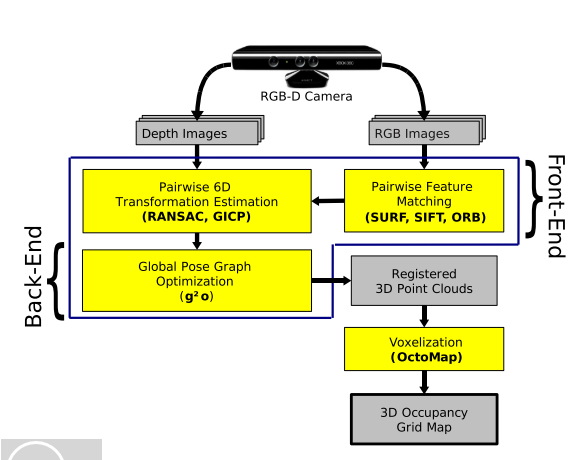 XBOX 360
RGB-D Camera
Depth Images
RGB Images
Pairwise 6D
Transformation Estimation
(RANSAC, GICP)
Pairwise Feature
Matching
(SURF, SIFT, ORB)
Front-End
Back-End
Global Pose Graph
Optimization
(g²o)
Registered
3D Point Clouds
Voxelization
(OctoMap)
3D Occupancy
Grid Map